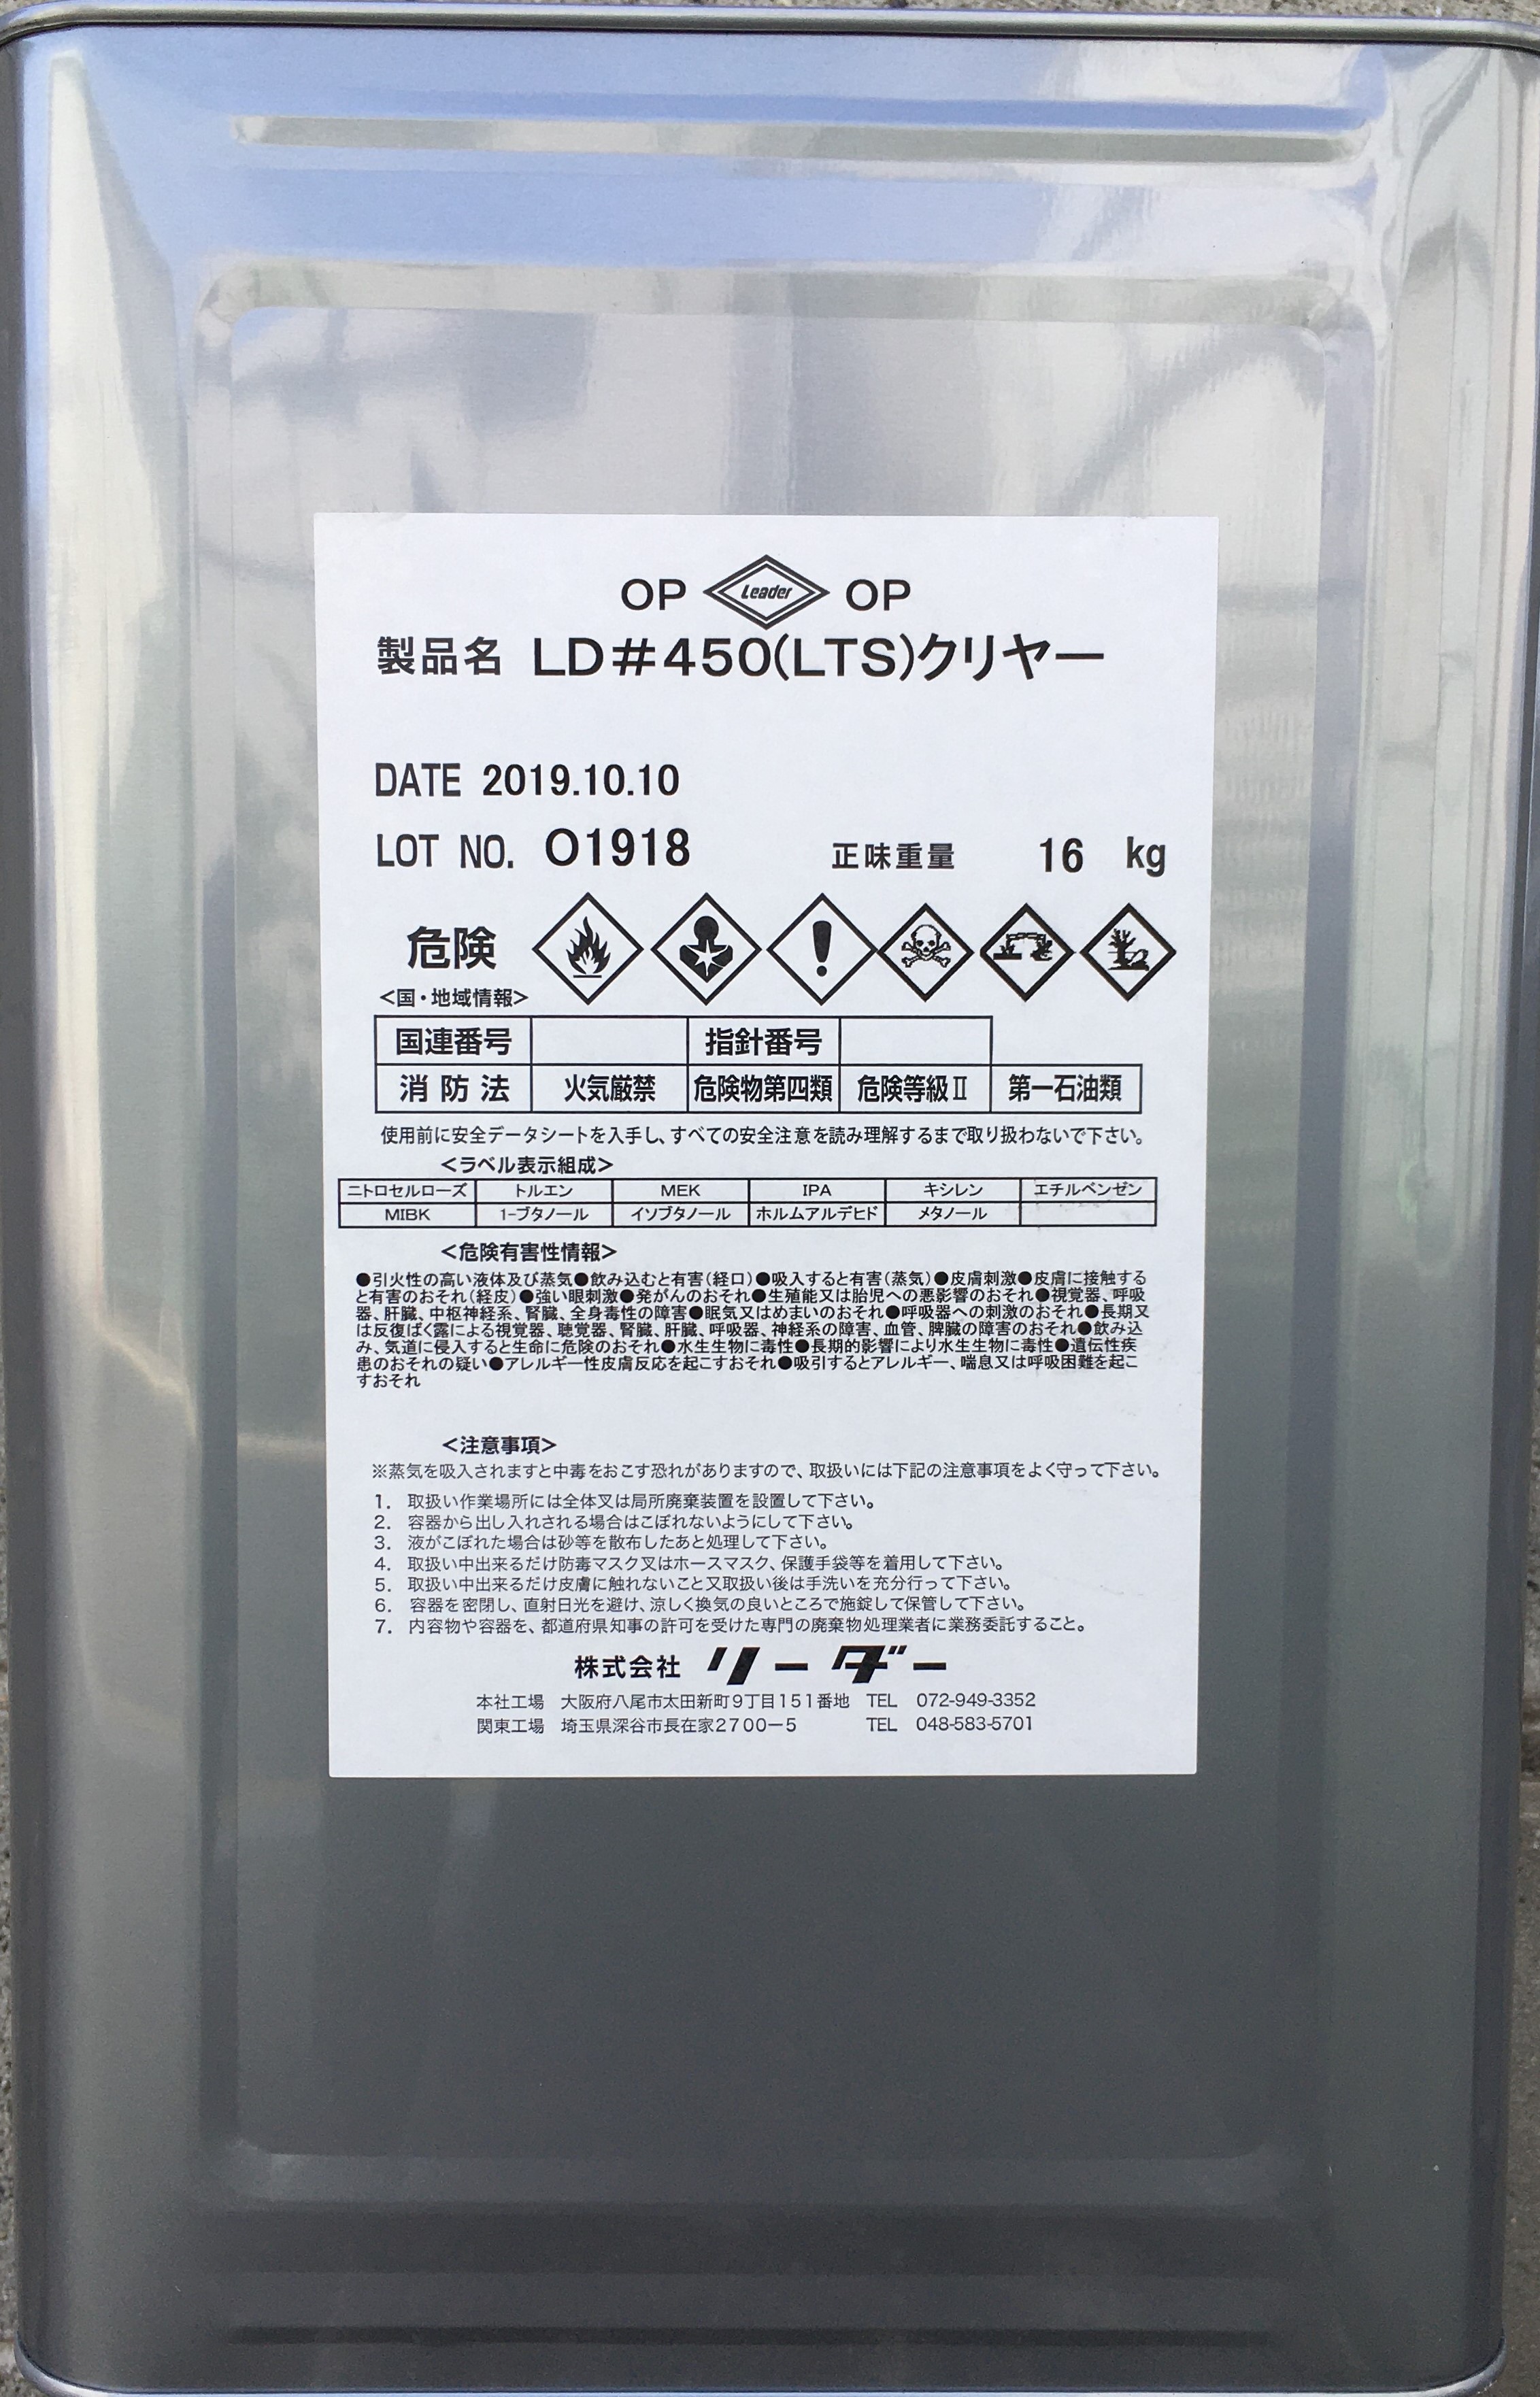 OP Leader OP
製品名 LD#450(LTS)クリヤー
DATE 2019.10.10
LOT NO. O1918 正味重量 16 kg
危険
<国・地域情報>
国連番号 指針番号
消防法 火気厳禁 危険物第四類 危険等級Ⅱ 第一石油類
使用前に安全データシートを入手し、すべての安全注意を読み理解するまで取り扱わないで下さい。
<ラベル表示組成>
ニトロセルローズ トルエン MEK IPA キシレン エチルベンゼン
MIBK 1-ブタノール イソブタノール ホルムアルデヒド メタノール
<危険有害性情報>
●引火性の高い液体及び蒸気●飲み込むと有害(経口)●吸入すると有害(蒸気)●皮膚刺激●皮膚に接触する
と有害のおそれ(経皮)●強い眼刺激●発がんのおそれ●生殖能又は胎児への悪影響のおそれ●視覚器、呼吸
器、肝臓、中枢神経系、腎臓、全身毒性の障害●眠気又はめまいのおそれ●呼吸器への刺激のおそれ●長期又
は反復ばく露による視覚器、聴覚器、腎臓、肝臓、呼吸器、神経系の障害、血管、脾臓の障害のおそれ●飲み込
み、気道に侵入すると生命に危険のおそれ●水生生物に毒性●長期的影響により水生生物に毒性●遺伝性疾
患のおそれの疑い●アレルギー性皮膚反応を起こすおそれ●吸引するとアレルギー、喘息又は呼吸困難を起こ
すおそれ
<注意事項>
※蒸気を吸入されますと中毒をおこす恐れがありますので、取扱いには下記の注意事項をよく守って下さい。
1. 取扱い作業場所には全体叉は局所廃棄装置を設置して下さい。
2. 容器から出し入れされる場合はこぼれないようにして下さい。
3. 液がこぼれた場合は砂等を散布したあと処理して下さい。
4. 取扱い中出来るだけ防毒マスク叉はホースマスク、保護手袋等を着用して下さい。
5. 取扱い中出来るだけ皮膚に触れないこと又取扱い後は手洗いを充分行って下さい。
6. 容器を密閉し、直射日光を避け、涼しく換気の良いところで施錠して保管して下さい。
7. 内容物や容器を、都道府県知事の許可を受けた専門の廃棄物処理業者に業務委託すること。
株式会社 リーダー
本社工場 大阪府八尾市太田新町9丁目151番地 TEL 072-949-3352
関東工場 埼玉県深谷市長在家2700ー5 TEL 048-583-5701